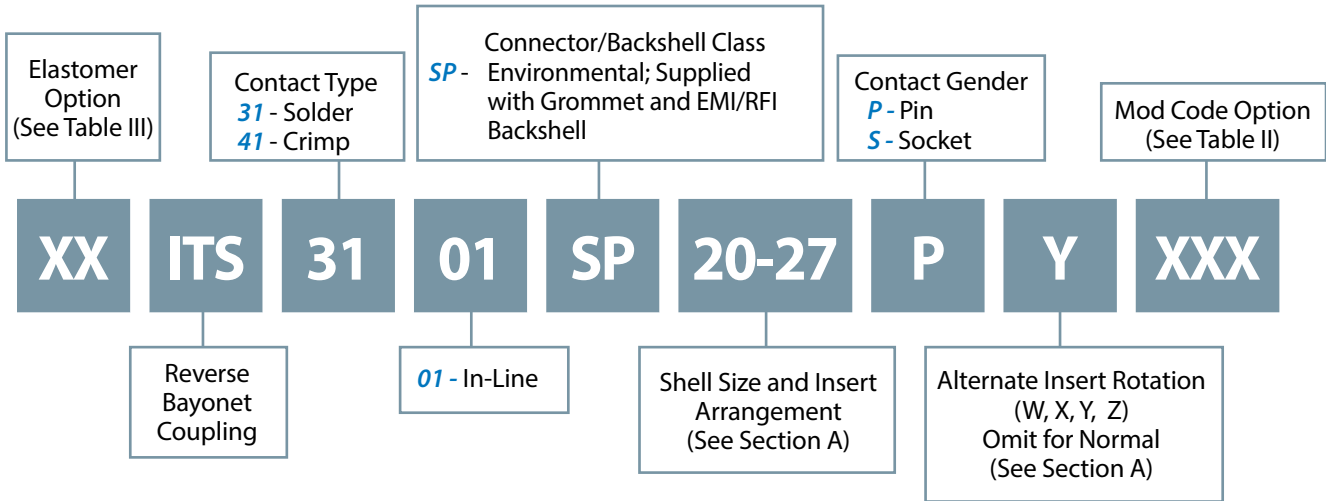 Elastomer
Option
(See Table III)
Contact Type
31 - Solder
41 - Crimp
Connector/Backshell Class
SP - Environmental; Supplied
with Grommet and EMI/RFI
Backshell
Contact Gender
P - Pin
S - Socket
Mod Code Option
(See Table II)
XX ITS 31 01 SP 20-27 P Y XXX
Reverse
Bayonet
Coupling
01 - In-Line
Shell Size and Insert
Arrangement
(See Section A)
Alternate Insert Rotation
(W, X, Y, Z)
Omit for Normal
(See Section A)